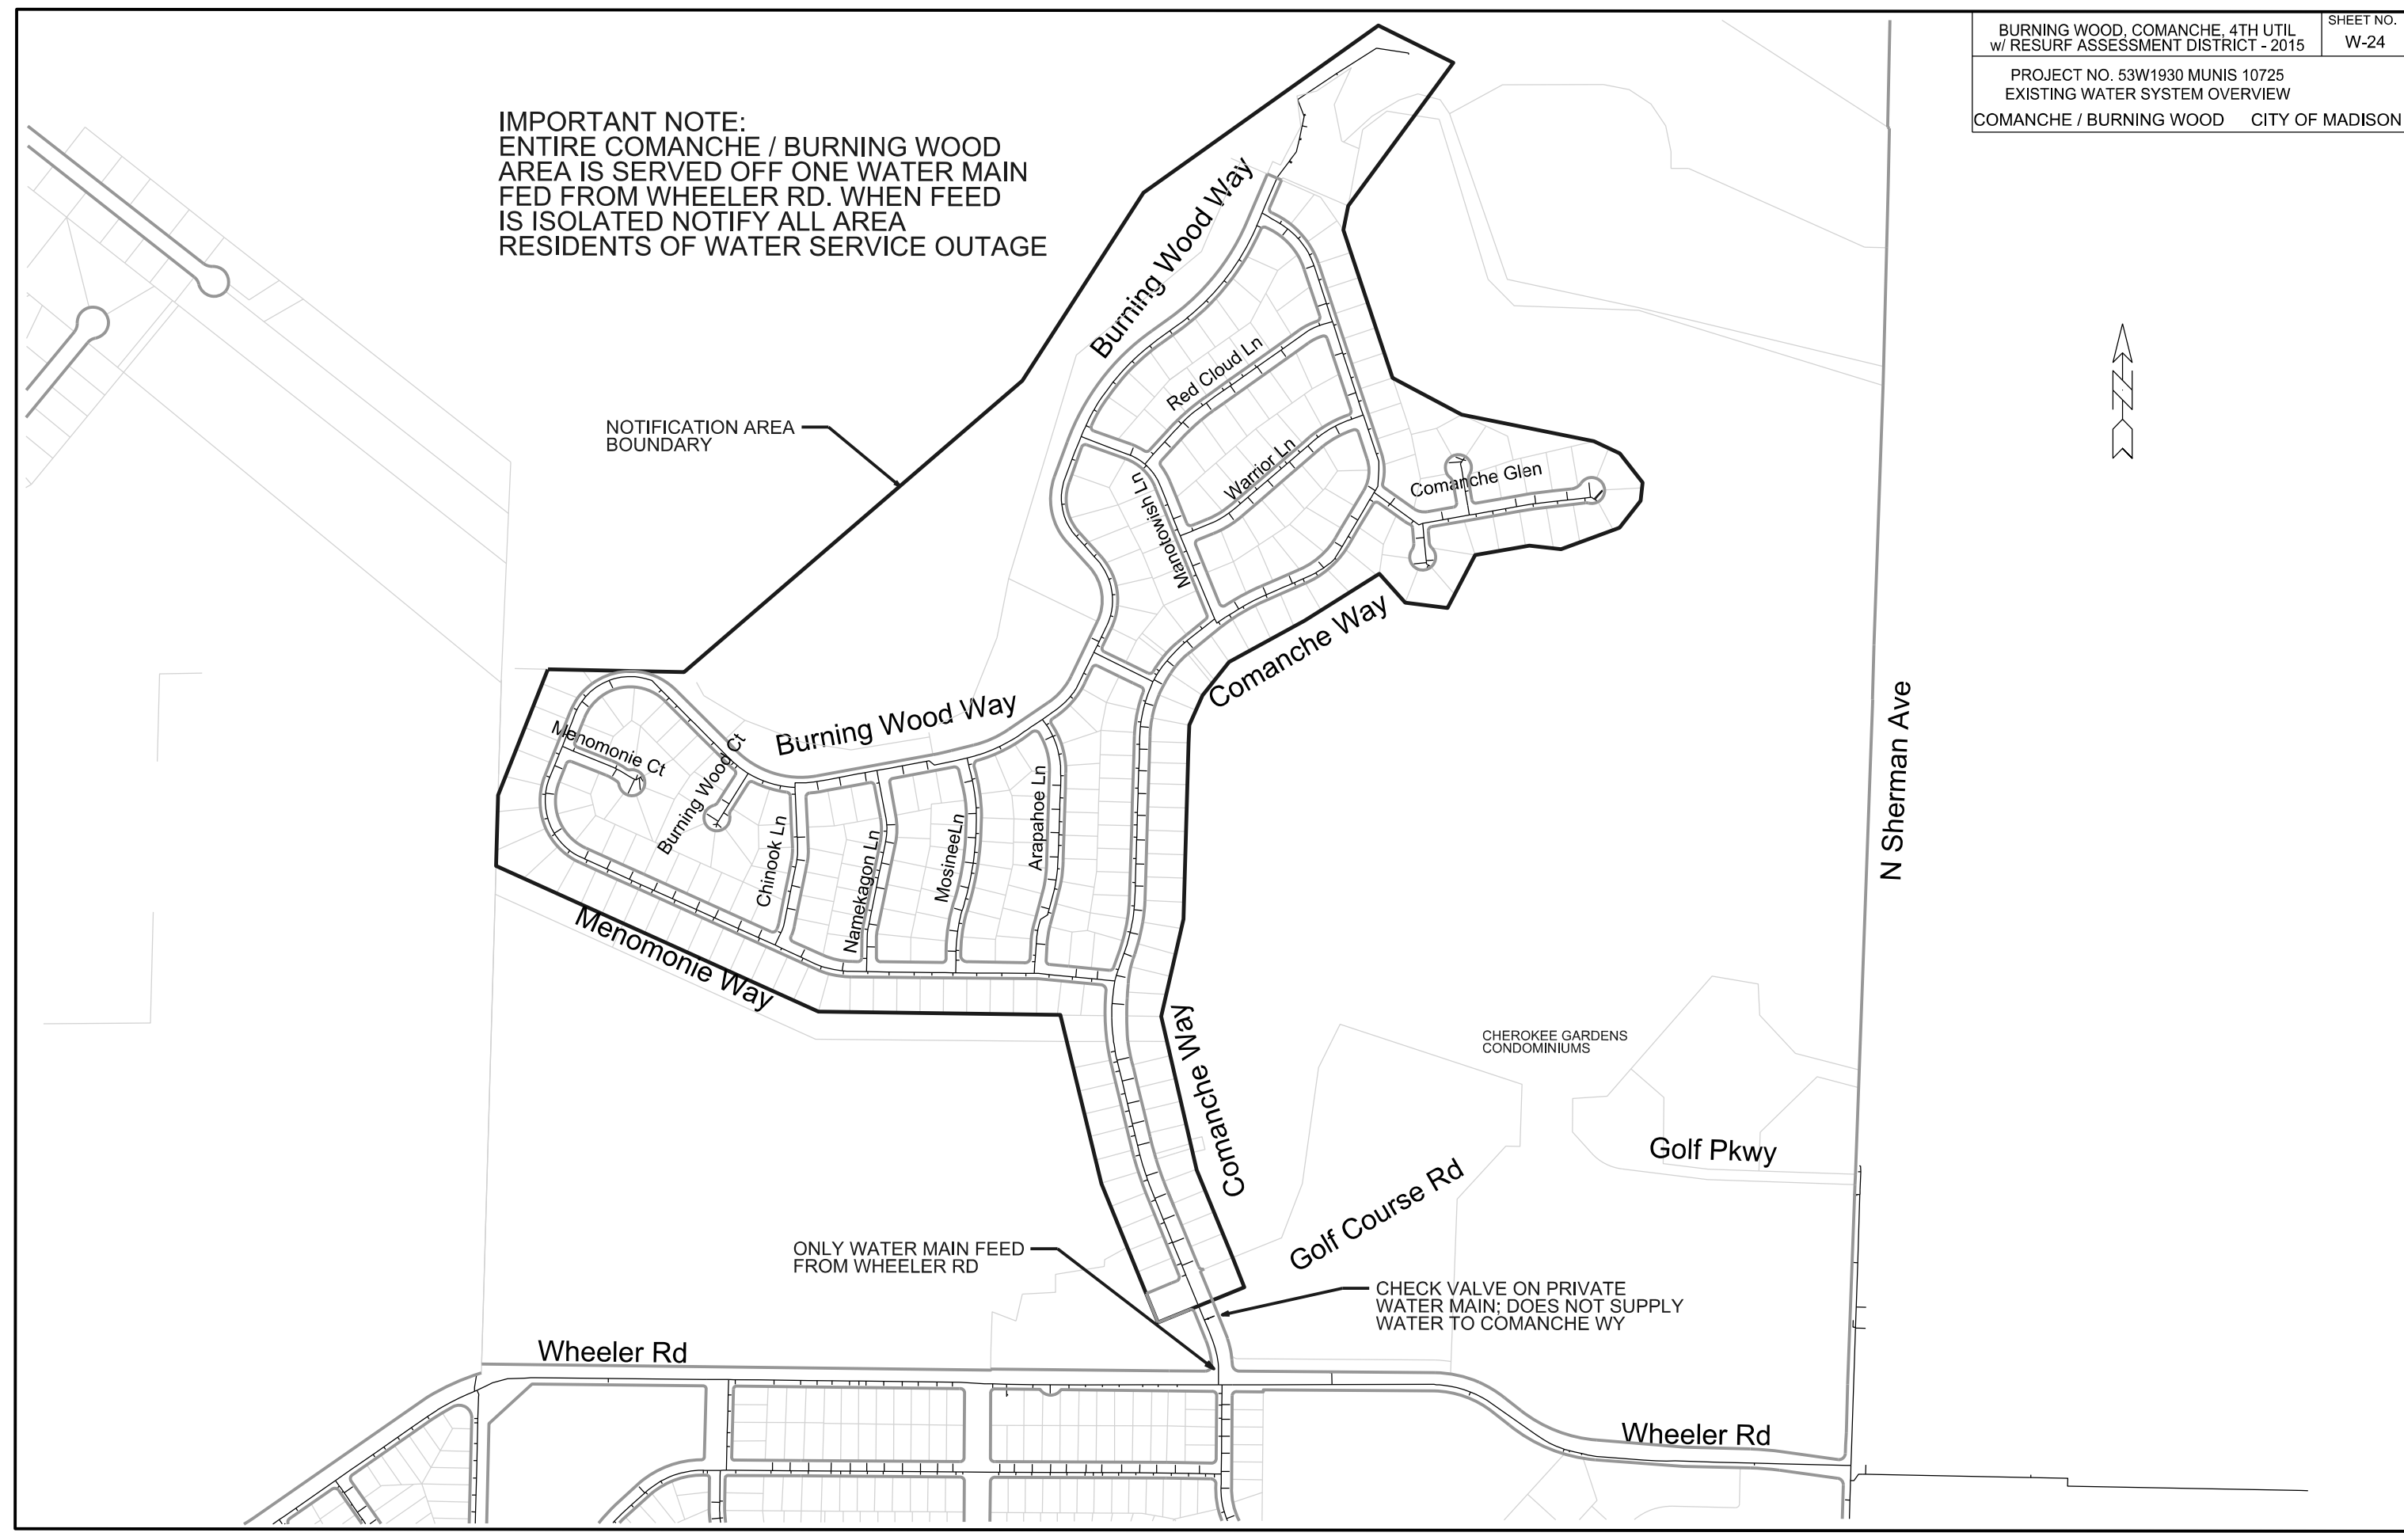 BURNING WOOD, COMANCHE, 4TH UTIL
w/ RESURF ASSESSMENT DISTRICT - 2015
SHEET NO.
W-24
PROJECT NO. 53W1930 MUNIS 10725
EXISTING WATER SYSTEM OVERVIEW
COMANCHE / BURNING WOOD CITY OF MADISON
IMPORTANT NOTE:
ENTIRE COMANCHE / BURNING WOOD
AREA IS SERVED OFF ONE WATER MAIN
FED FROM WHEELER RD. WHEN FEED
IS ISOLATED NOTIFY ALL AREA
RESIDENTS OF WATER SERVICE OUTAGE
Burning Wood Way
N
Red Cloud Ln
NOTIFICATION AREA
BOUNDARY
Warrior Ln
Comanche Glen
Manotowish Ln
Comanche Way
Burning Wood Way
Menomonie Ct
Burning Wood Ct
Chinook Ln
Namekagon Ln
MosineeLn
Arapahoe Ln
N Sherman Ave
Menomonie Way
Comanche Way
CHEROKEE GARDENS
CONDOMINIUMS
Golf Pkwy
Golf Course Rd
ONLY WATER MAIN FEED
FROM WHEELER RD
CHECK VALVE ON PRIVATE
WATER MAIN; DOES NOT SUPPLY
WATER TO COMANCHE WY
Wheeler Rd
Wheeler Rd